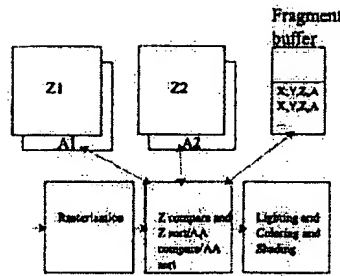 Fragment
buffer
Z1
Z2
X,Y,Z,A
X,Y,Z,A
A1
A2
Rasterization
Z compare and
Z sort/AA
compare/AA
sort
Lighting and
Coloring and
Shading